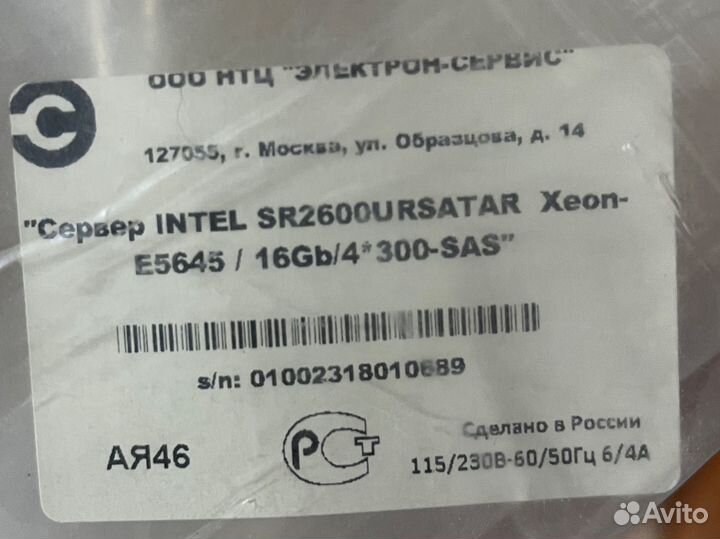 ООО НТЦ "ЭЛЕКТРОН-СЕРВИС"
127055, г. Москва, ул. Образцова, д. 14
"Сервер INTEL SR2600URSATAR Xeon-
E5645 / 16Gb/4*300-SAS"
s/n: 01002318010689
АЯ46
РСТ
Сделано в России
115/230В-60/50Гц 6/4А
Avito